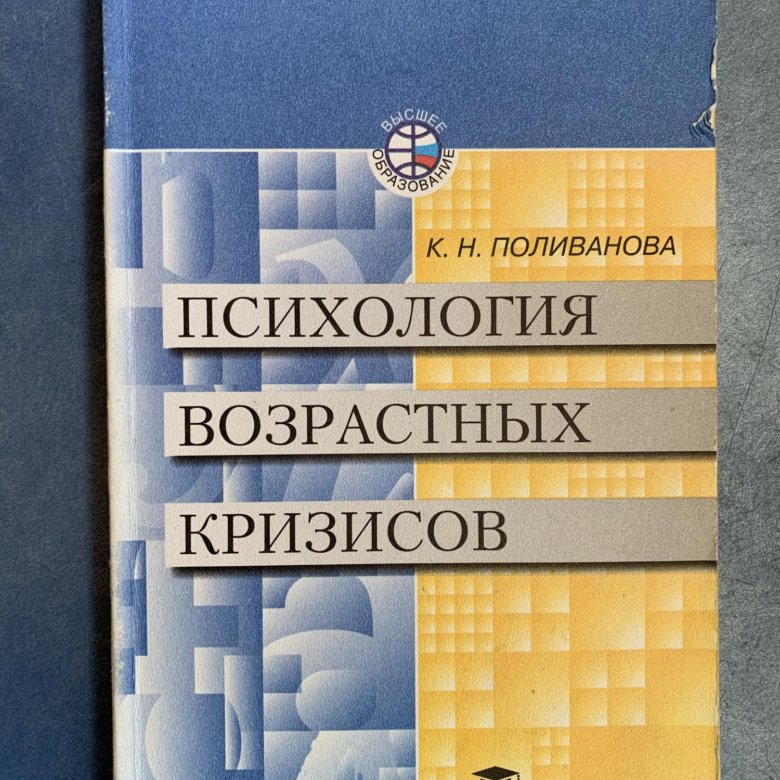 ВЫСШЕЕ
ОБРАЗОВАНИЕ
К. Н. ПОЛИВАНОВА
ПСИХОЛОГИЯ
ВОЗРАСТНЫХ
КРИЗИСОВ